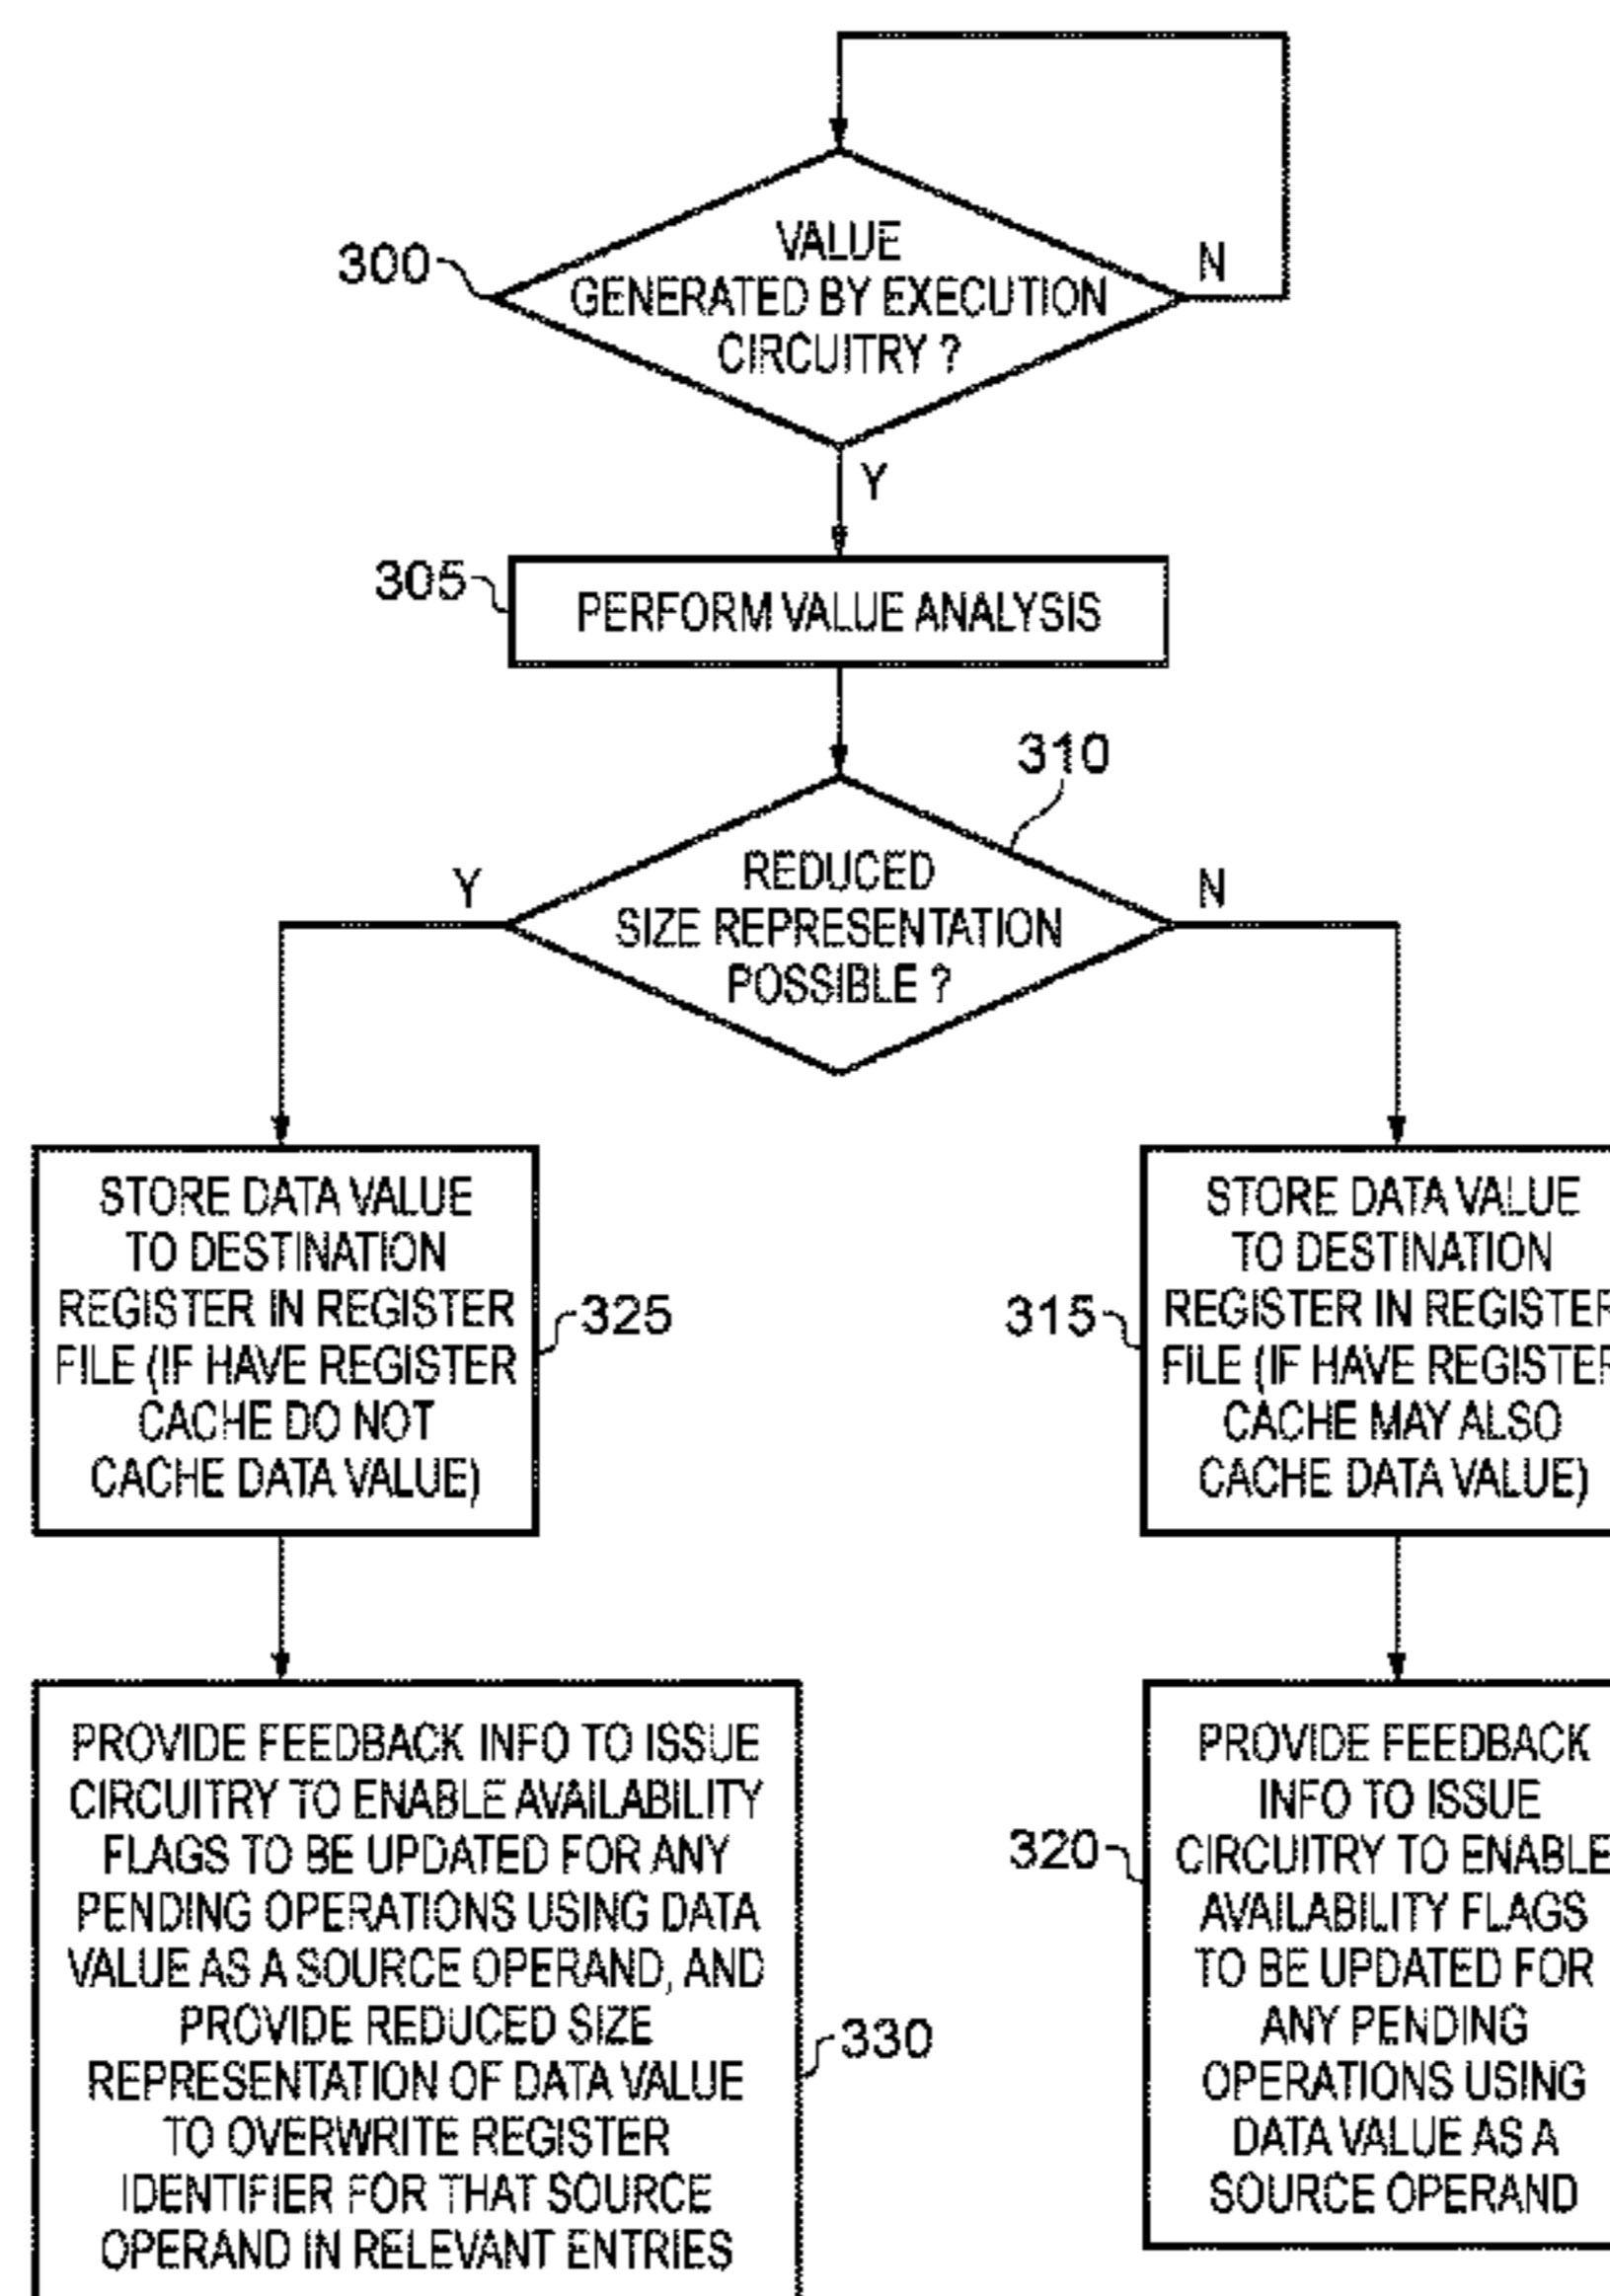 300
VALUE
GENERATED BY EXECUTION
CIRCUITRY ?
N
Y
305
PERFORM VALUE ANALYSIS
310
REDUCED
SIZE REPRESENTATION
POSSIBLE ?
Y
N
STORE DATA VALUE
TO DESTINATION
REGISTER IN REGISTER
FILE (IF HAVE REGISTER
CACHE DO NOT
CACHE DATA VALUE)
325
315
STORE DATA VALUE
TO DESTINATION
REGISTER IN REGISTER
FILE (IF HAVE REGISTER
CACHE MAY ALSO
CACHE DATA VALUE)
PROVIDE FEEDBACK INFO TO ISSUE
CIRCUITRY TO ENABLE AVAILABILITY
FLAGS TO BE UPDATED FOR ANY
PENDING OPERATIONS USING DATA
VALUE AS A SOURCE OPERAND, AND
PROVIDE REDUCED SIZE
REPRESENTATION OF DATA VALUE
TO OVERWRITE REGISTER
IDENTIFIER FOR THAT SOURCE
OPERAND IN RELEVANT ENTRIES
330
320
PROVIDE FEEDBACK
INFO TO ISSUE
CIRCUITRY TO ENABLE
AVAILABILITY FLAGS
TO BE UPDATED FOR
ANY PENDING
OPERATIONS USING
DATA VALUE AS A
SOURCE OPERAND